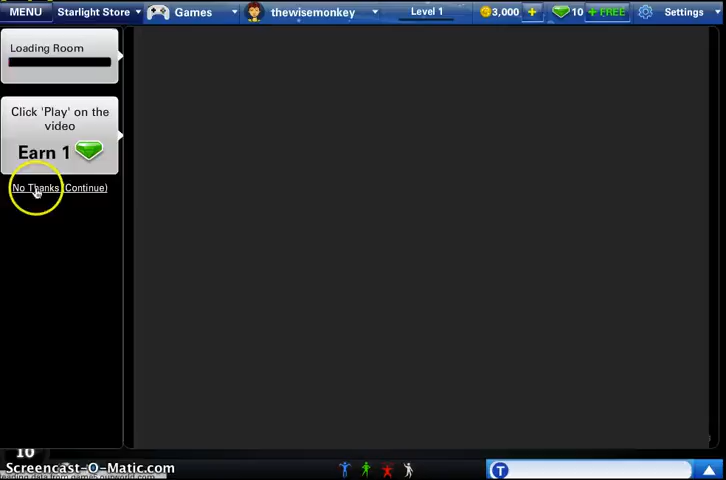 MENU Starlight Store Games thewisemonkey Level 1 3,000 + 10 + FREE Settings
Loading Room
Click 'Play' on the
video
Earn 1
No Thanks (Continue)
10
Screencast-O-Matic.com
T